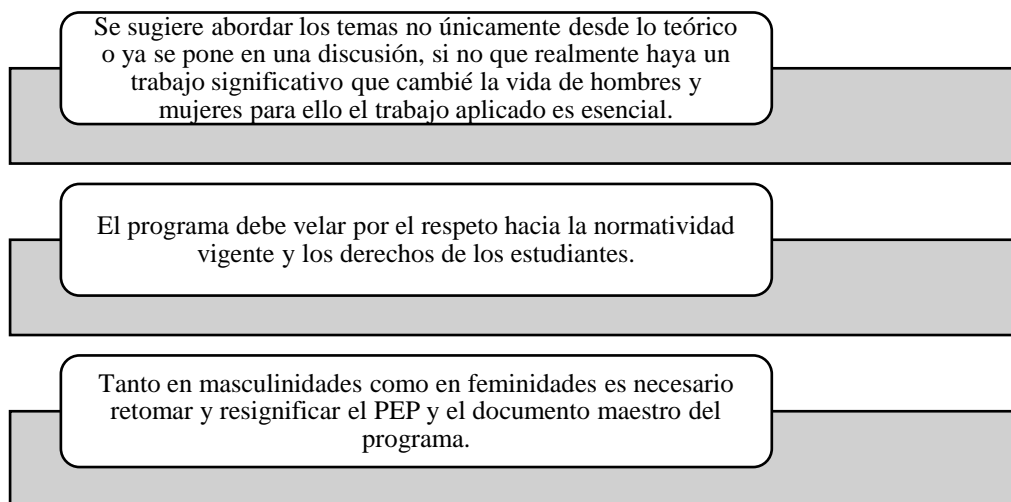 Se sugiere abordar los temas no únicamente desde lo teórico
o ya se pone en una discusión, si no que realmente haya un
trabajo significativo que cambié la vida de hombres y
mujeres para ello el trabajo aplicado es esencial.
El programa debe velar por el respeto hacia la normatividad
vigente y los derechos de los estudiantes.
Tanto en masculinidades como en feminidades es necesario
retomar y resignificar el PEP y el documento maestro del
programa.